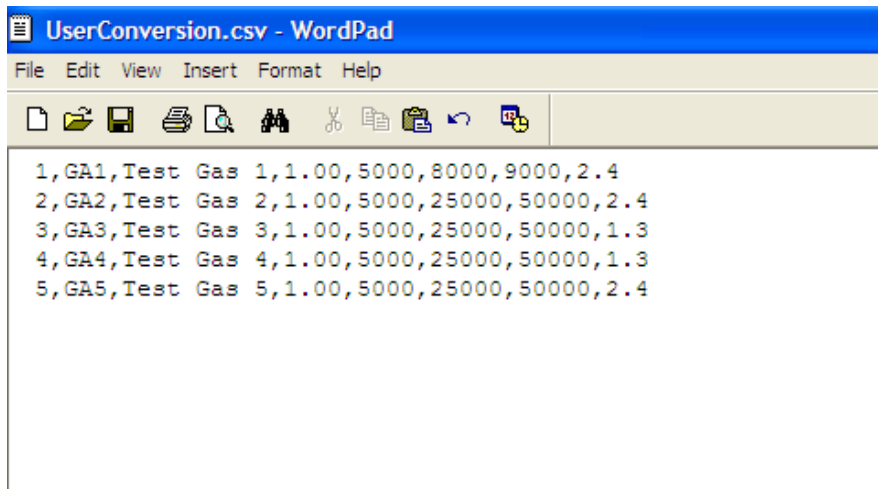 UserConversion.csv - WordPad
File Edit View Insert Format Help
1,GA1,Test Gas 1,1.00,5000,8000,9000,2.4
2,GA2,Test Gas 2,1.00,5000,25000,50000,2.4
3,GA3,Test Gas 3,1.00,5000,25000,50000,1.3
4,GA4,Test Gas 4,1.00,5000,25000,50000,1.3
5,GA5,Test Gas 5,1.00,5000,25000,50000,2.4